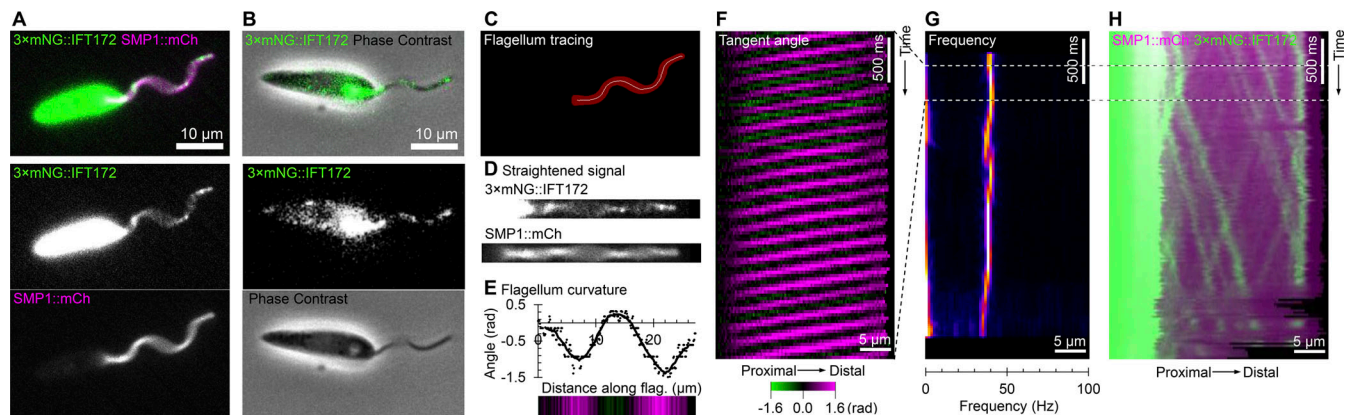 A
3×mNG::IFT172 SMP1::mCh
10 µm
3×mNG::IFT172
SMP1::mCh
B
3×mNG::IFT172 Phase Contrast
10 µm
3×mNG::IFT172
Phase Contrast
C
Flagellum tracing
D Straightened signal
3×mNG::IFT172
SMP1::mCh
E Flagellum curvature
Angle (rad)
0.5
0
-0.5
-1.5
0 10 20
Distance along flag. (µm)
F
Tangent angle
500 ms
Time
5 µm
Proximal Distal
-1.6 0.0 1.6 (rad)
G
Frequency
500 ms
5 µm
0 50 100
Frequency (Hz)
H
SMP1::mCh 3×mNG::IFT172
500 ms
Time
5 µm
Proximal Distal